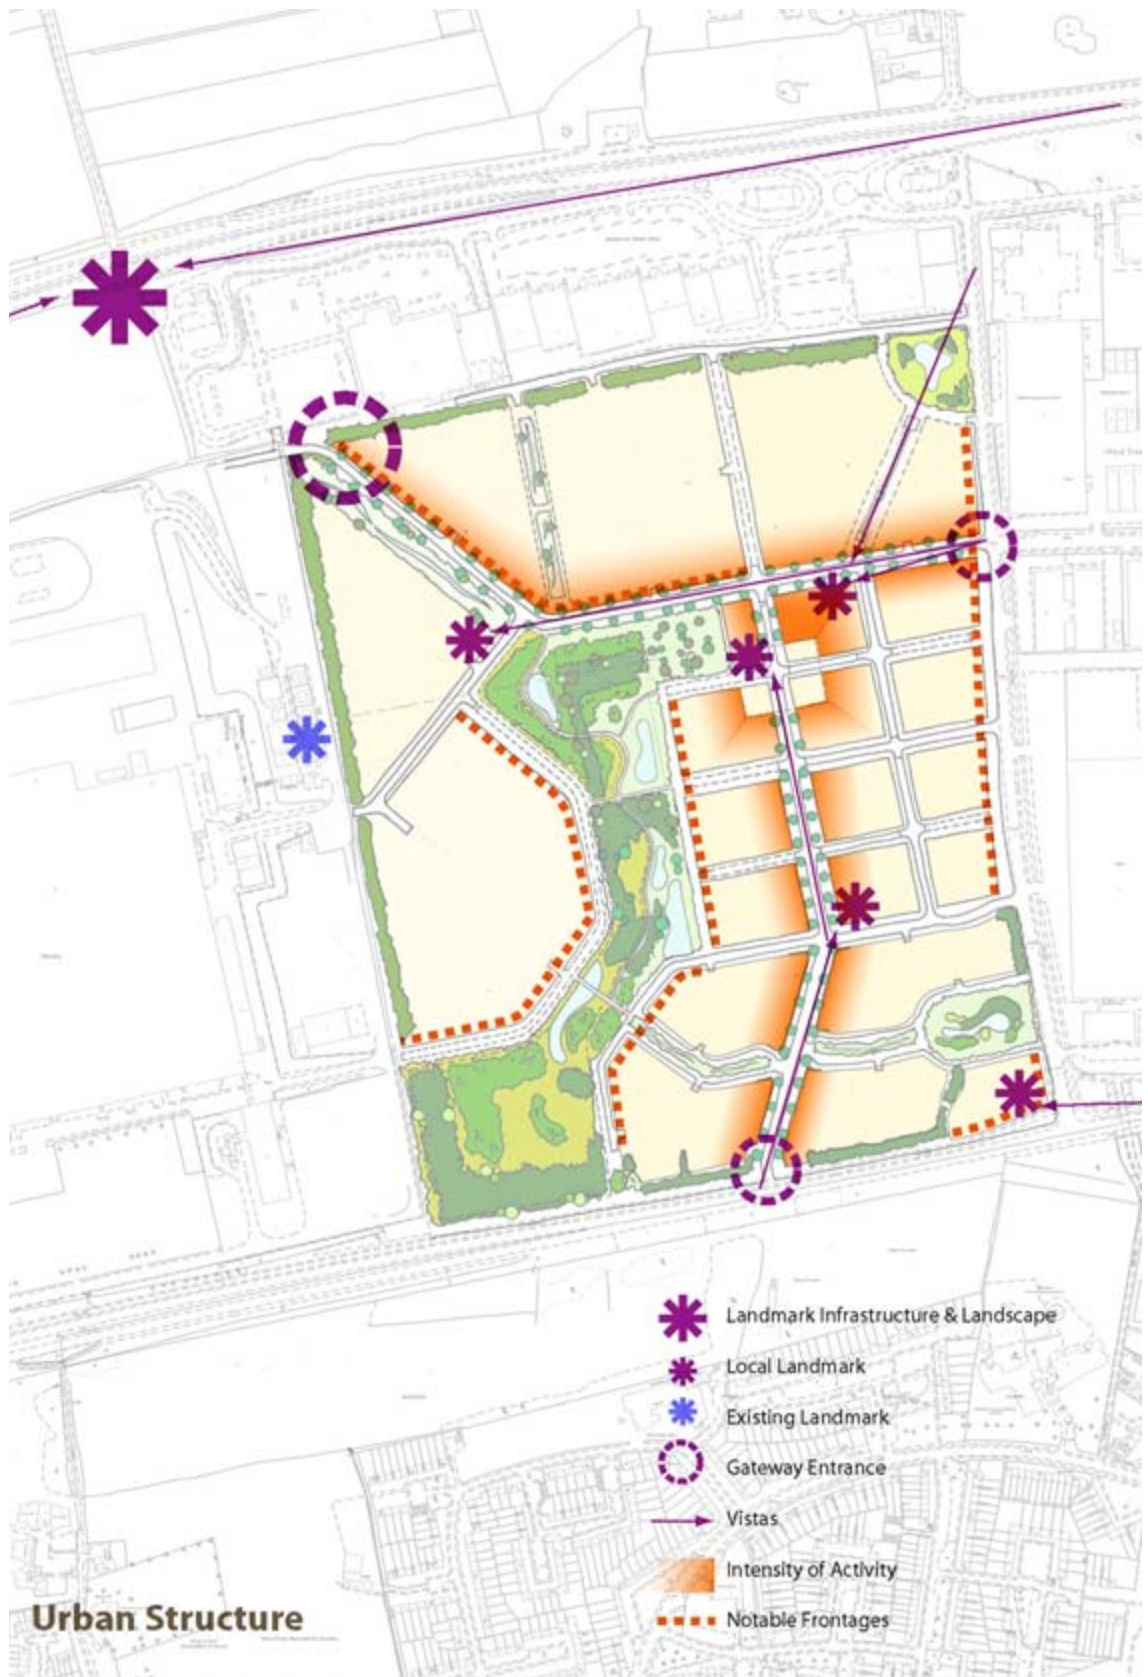 Landmark Infrastructure & Landscape
Local Landmark
Existing Landmark
Gateway Entrance
Vistas
Intensity of Activity
Notable Frontages
Urban Structure